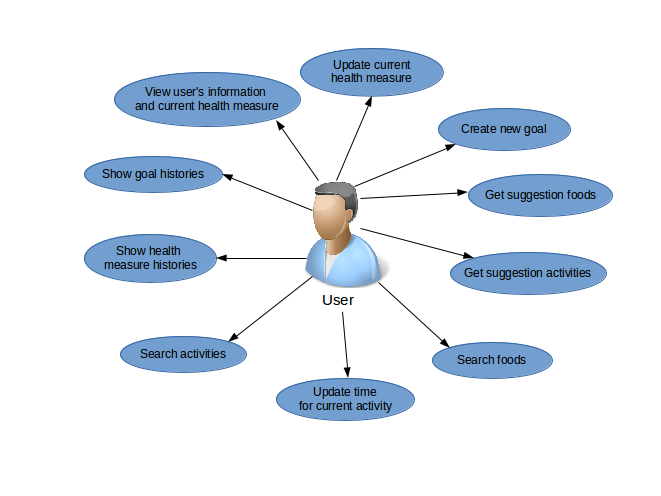 Update current
health measure
View user's information
and current health measure
Create new goal
Show goal histories
Get suggestion foods
Show health
measure histories
Get suggestion activities
User
Search activities
Search foods
Update time
for current activity